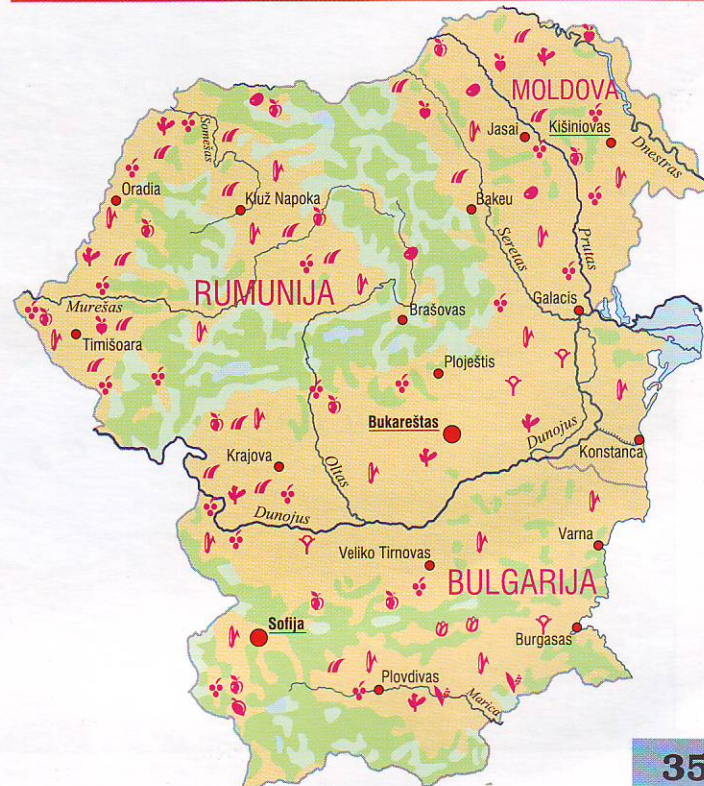 MOLDOVA
Jasai
Kišiniovas
Dnestras
Somešas
Oradia
Kluž Napoka
Bakeu
Seretas
Prutas
RUMUNIJA
Murešas
Timišoara
Brašovas
Galacis
Ploještis
Bukareštas
Dunojus
Konstanca
Krajova
Oltas
Dunojus
Varna
Veliko Tirnovas
BULGARIJA
Sofija
Burgasas
Plovdivas
Marica
35